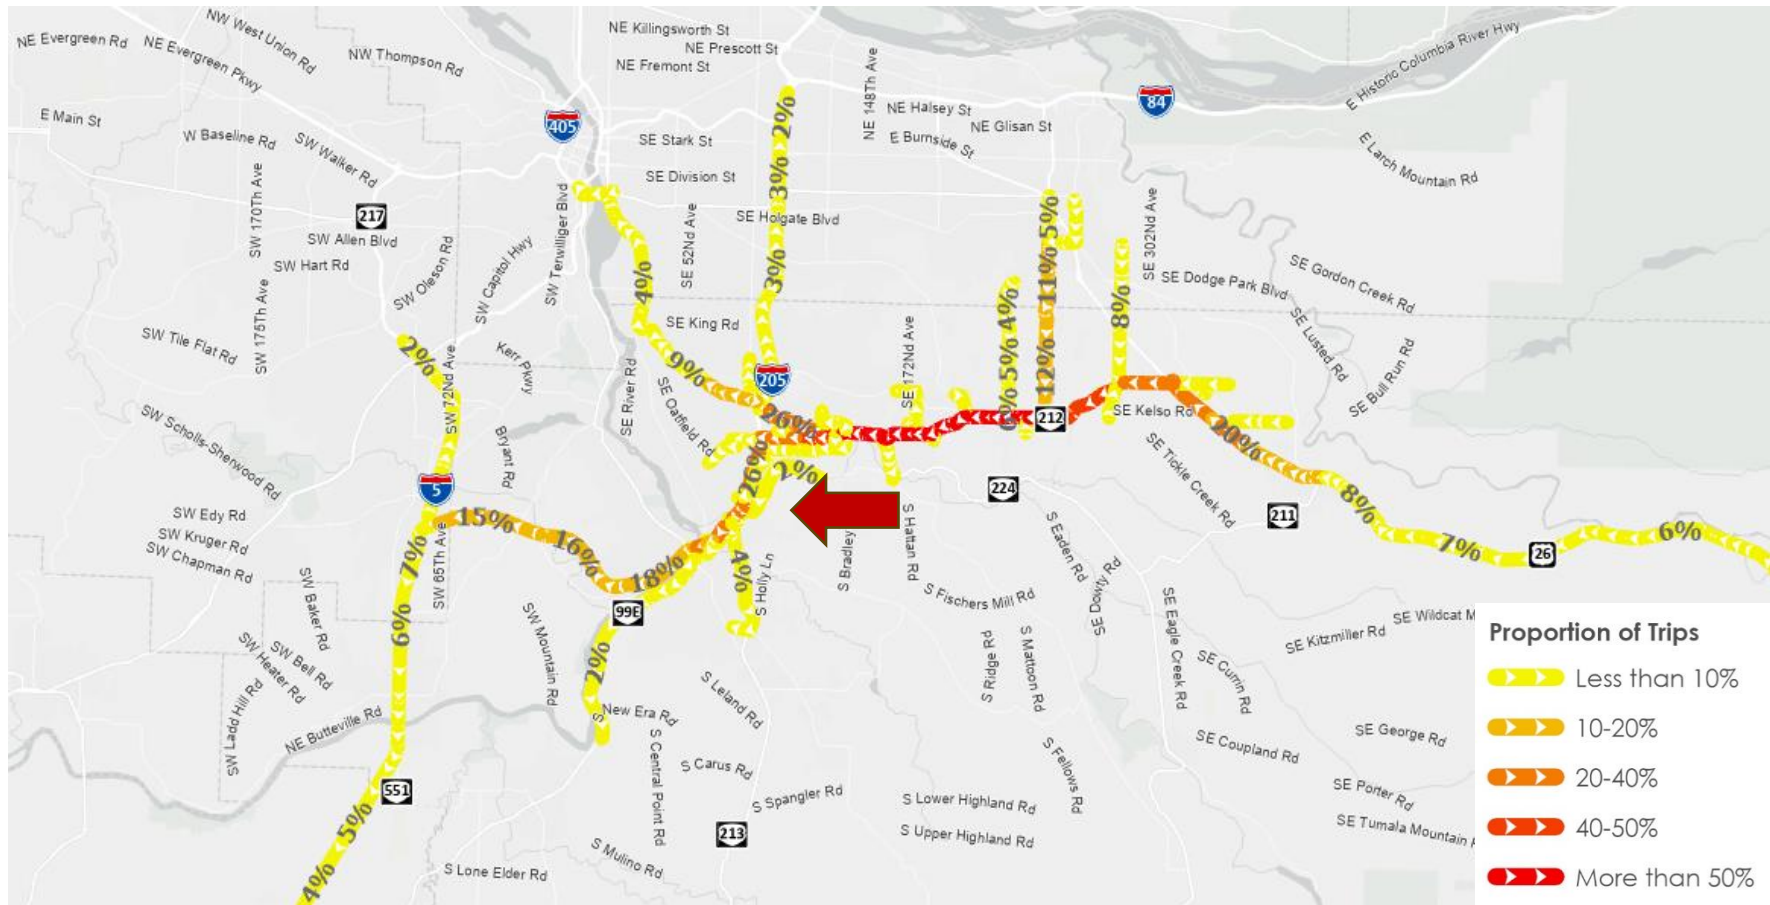 NE Evergreen Rd
NE Evergreen Pkwy
NW West Union Rd
NW Thompson Rd
NE Killingsworth St
NE Prescott St
NE Fremont St
NE 148Th Ave
NE Halsey St
NE Glisan St
E Burnside St
84
E Historic Columbia River Hwy
E Larch Mountain Rd
E Main St
W Baseline Rd
SW Walker Rd
405
SE Stark St
SE Division St
2%
3%
3%
SW 170Th Ave
217
SW Allen Blvd
SW Hart Rd
SW Oleson Rd
SW Capitol Hwy
SW Terwilliger Blvd
SE 52Nd Ave
SE Holgate Blvd
5%
11%
12%
SE 302Nd Ave
SE Dodge Park Blvd
SE Gordon Creek Rd
SE Lusted Rd
SE Bull Run Rd
SW 175Th Ave
SW Tile Flat Rd
2%
SW 72Nd Ave
Kerr Pkwy
4%
SE King Rd
9%
205
SE 172Nd Ave
4%
5%
8%
SE River Rd
SE Oatfield Rd
26%
212
SE Kelso Rd
20%
SW Scholls-Sherwood Rd
Bryant Rd
5
26%
2%
224
SE Tickle Creek Rd
211
8%
7%
26
6%
SW Edy Rd
SW Kruger Rd
SW Chapman Rd
7%
SW 65Th Ave
15%
16%
18%
99E
4%
S Holly Ln
S Bradley
S Hattan Rd
S Eaden Rd
SE Dowty Rd
S Fischers Mill Rd
SW Baker Rd
SW Bell Rd
SW Heater Rd
SW Ladd Hill Rd
6%
SW Mountain Rd
2%
S Ridge Rd
S Mattoon Rd
SE Eagle Creek Rd
SE Currin Rd
SE Kitzmiller Rd
SE Wildcat M
NE Butteville Rd
S
New Era Rd
S Leland Rd
S Central Point Rd
S Carus Rd
S Spangler Rd
S Fellows Rd
SE Coupland Rd
SE George Rd
551
5%
4%
213
S Lower Highland Rd
S Upper Highland Rd
SE Porter Rd
SE Tumala Mountain
S Mulino Rd
S Lone Elder Rd
Proportion of Trips
Less than 10%
10-20%
20-40%
40-50%
More than 50%